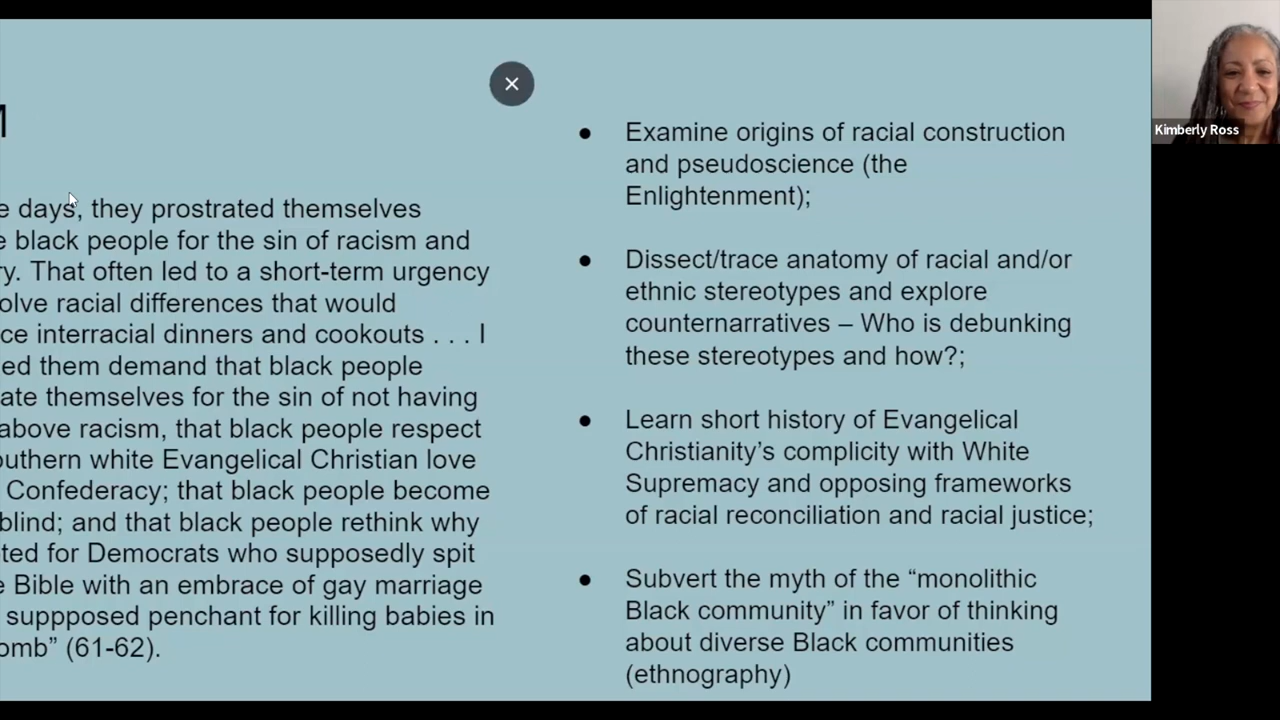 e days, they prostrated themselves
e black people for the sin of racism and
ry. That often led to a short-term urgency
olve racial differences that would
ce interracial dinners and cookouts . . . I
ed them demand that black people
ate themselves for the sin of not having
above racism, that black people respect
outhern white Evangelical Christian love
Confederacy; that black people become
blind; and that black people rethink why
ted for Democrats who supposedly spit
e Bible with an embrace of gay marriage
suppposed penchant for killing babies in
omb” (61-62).
● Examine origins of racial construction
and pseudoscience (the
Enlightenment);
● Dissect/trace anatomy of racial and/or
ethnic stereotypes and explore
counternarratives – Who is debunking
these stereotypes and how?;
● Learn short history of Evangelical
Christianity’s complicity with White
Supremacy and opposing frameworks
of racial reconciliation and racial justice;
● Subvert the myth of the “monolithic
Black community” in favor of thinking
about diverse Black communities
(ethnography)
Kimberly Ross